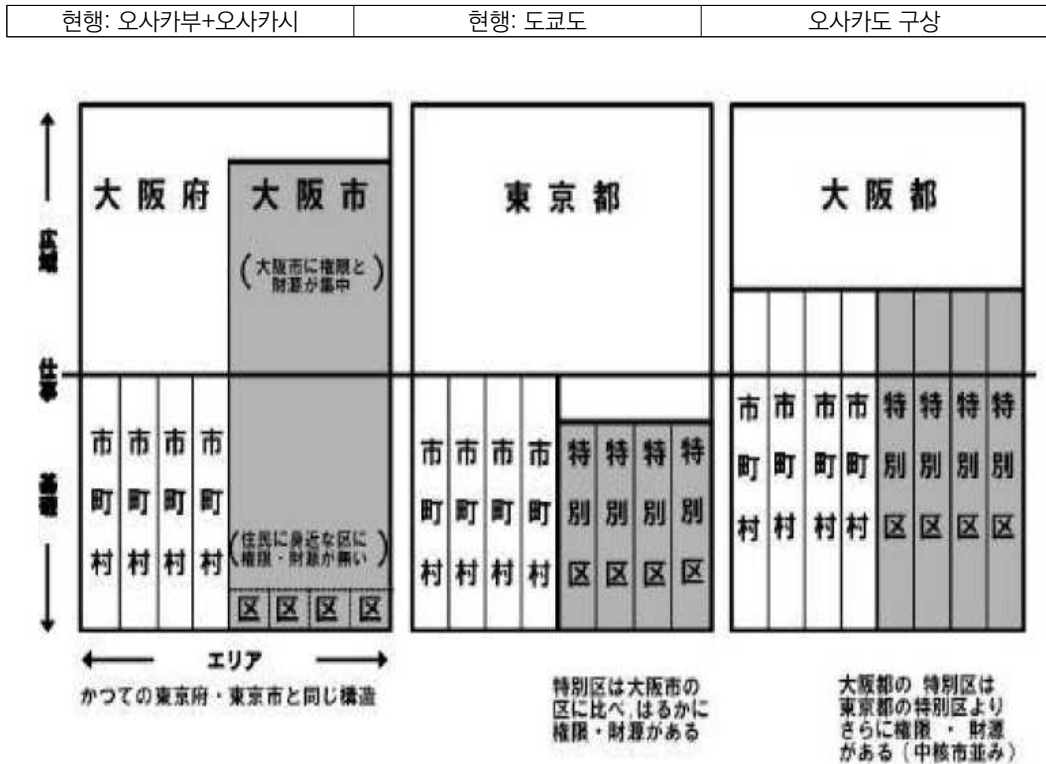 현행: 오사카부+오사카시
현행: 도쿄도
오사카도 구상
広域
仕事
基礎
大阪府
大阪市
(大阪市に権限と
財源が集中)
市町村
市町村
市町村
市町村
(住民に身近な区に
権限・財源が無い)
区 区 区 区
エリア
かつての東京府・東京市と同じ構造
東京都
市町村
市町村
市町村
市町村
特別区
特別区
特別区
特別区
特別区は大阪市の
区に比べ,はるかに
権限・財源がある
大阪都
市町村
市町村
市町村
市町村
特別区
特別区
特別区
特別区
大阪都の 特別区は
東京都の特別区より
さらに権限 ・ 財源
がある(中核市並み)